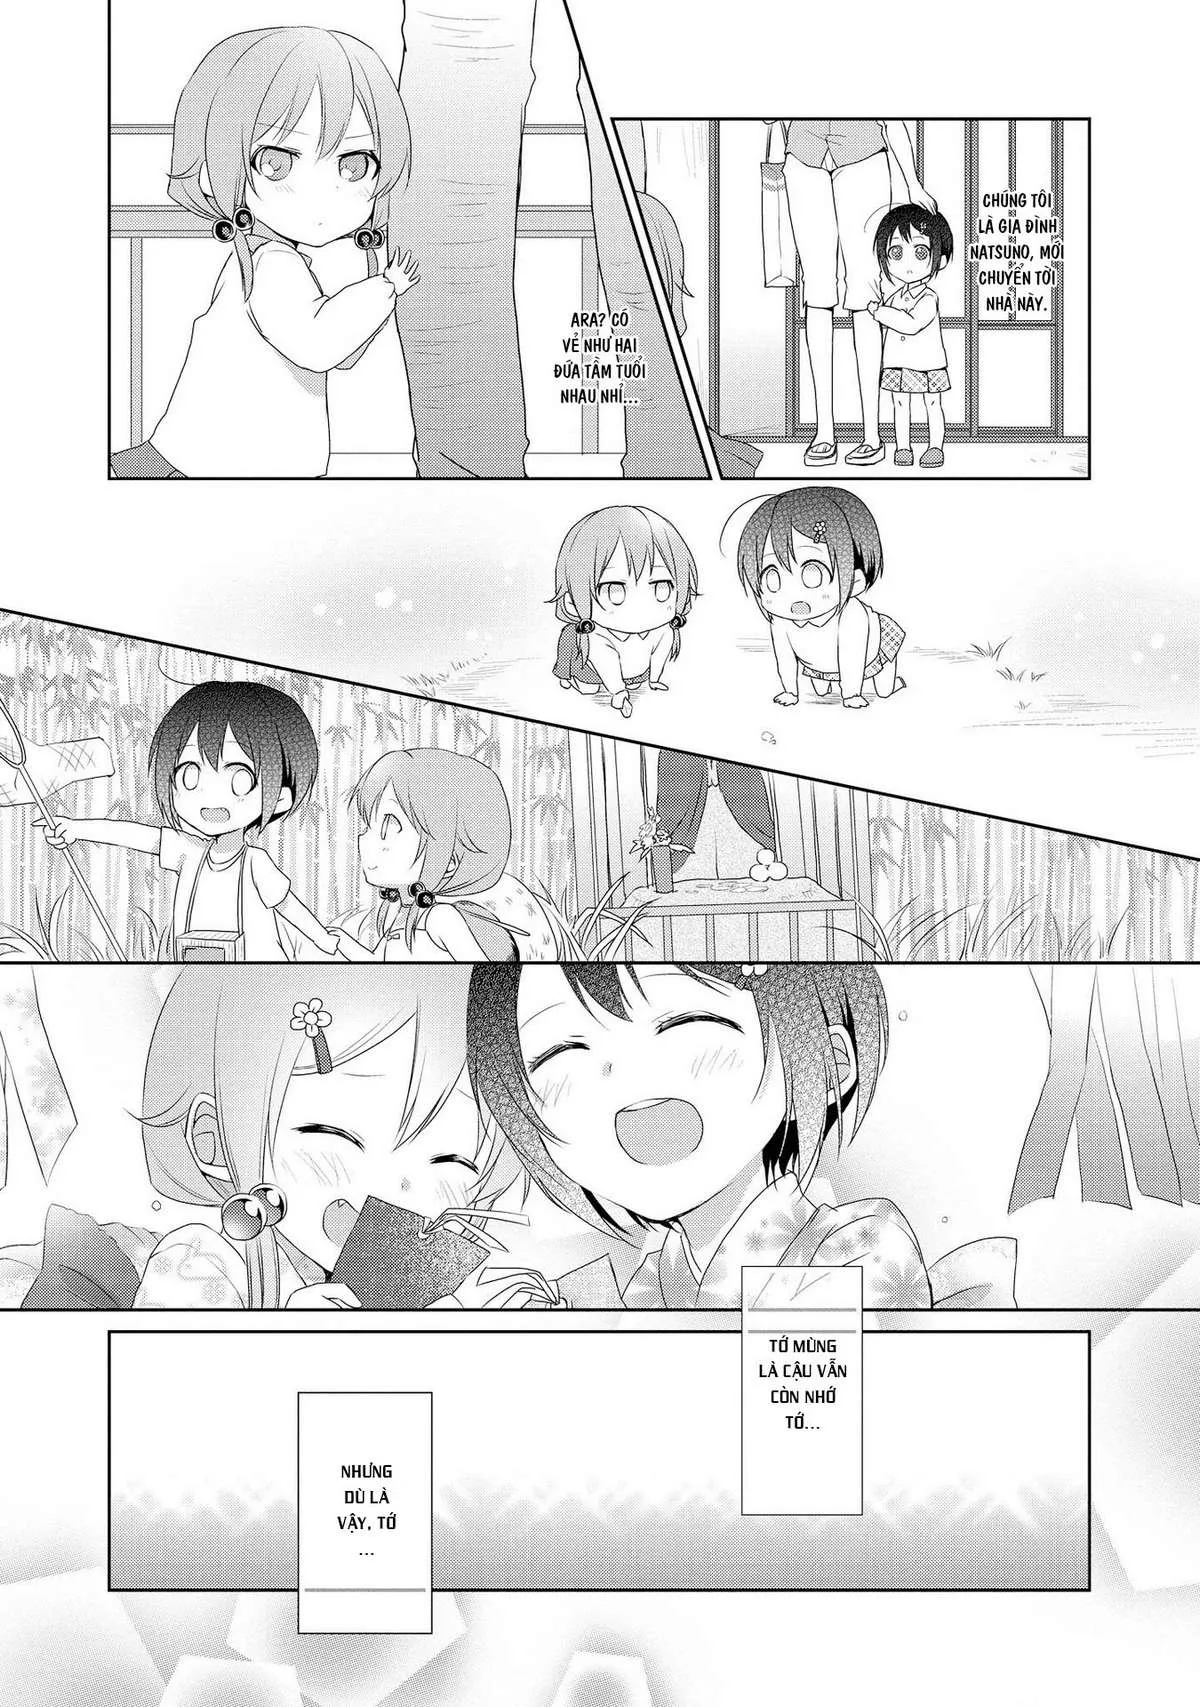 CHÚNG TÔI
LÀ GIA ĐÌNH
NATSUNO, MỚI
CHUYỂN TỚI
NHÀ NÀY.
ARA? CÓ
VẺ NHƯ HAI
ĐỨA TẦM TUỔI
NHAU NHỈ...
TỚ MỪNG
LÀ CẬU VẪN
CÒN NHỚ
TỚ...
NHƯNG
DÙ LÀ
VẬY, TỚ
...